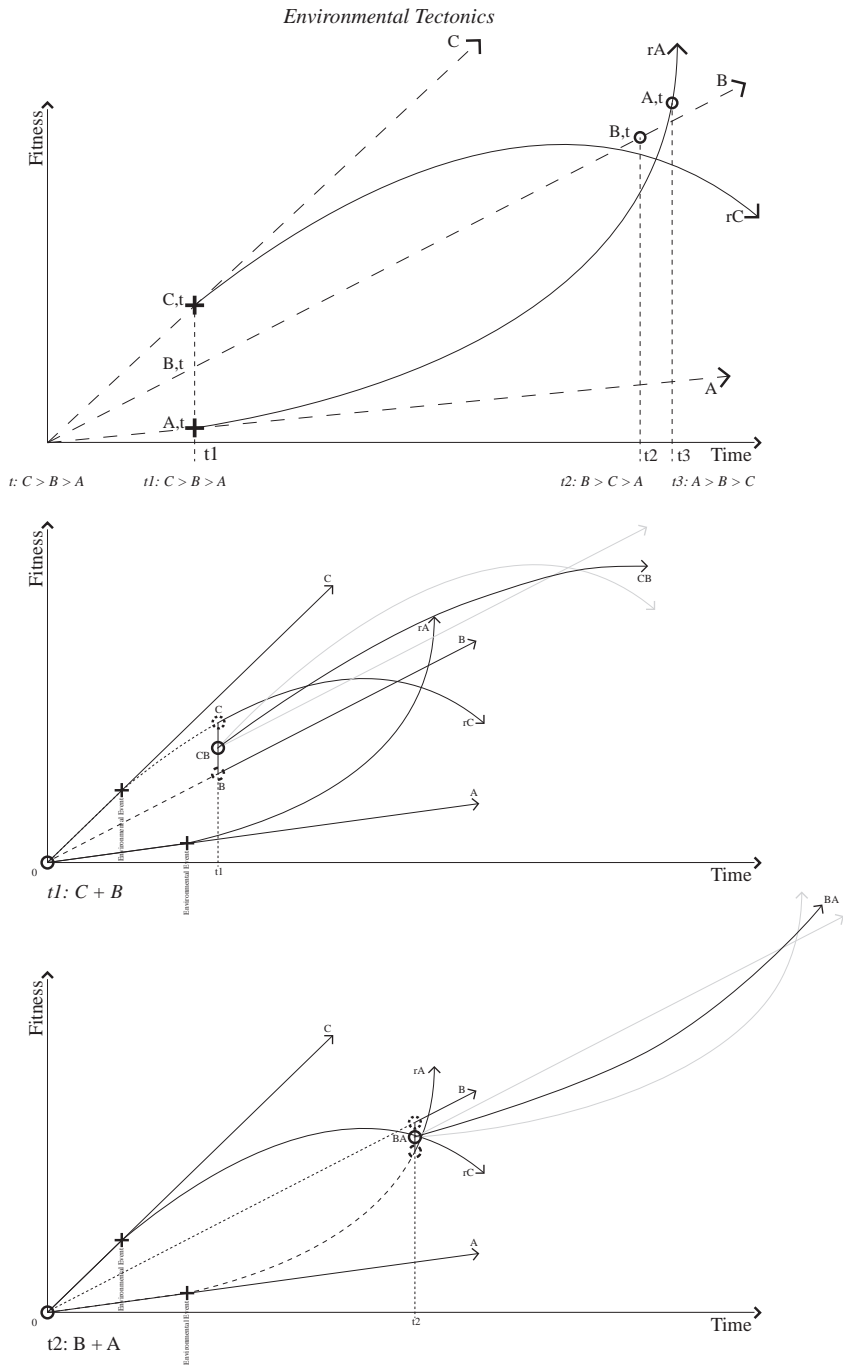 Environmental Tectonics
C
rA
B
A,t
Fitness
B,t
rC
C,t
B,t
A
A,t
t1
t2
t3
Time
t: C > B > A
t1: C > B > A
t2: B > C > A
t3: A > B > C
Fitness
C
CB
rA
B
C
rC
CB
B
A
Environmental Event
Environmental Event
0
t1
Time
t1: C + B
BA
Fitness
C
rA
B
BA
rC
A
Environmental Event
Environmental Event
0
t2
Time
t2: B + A